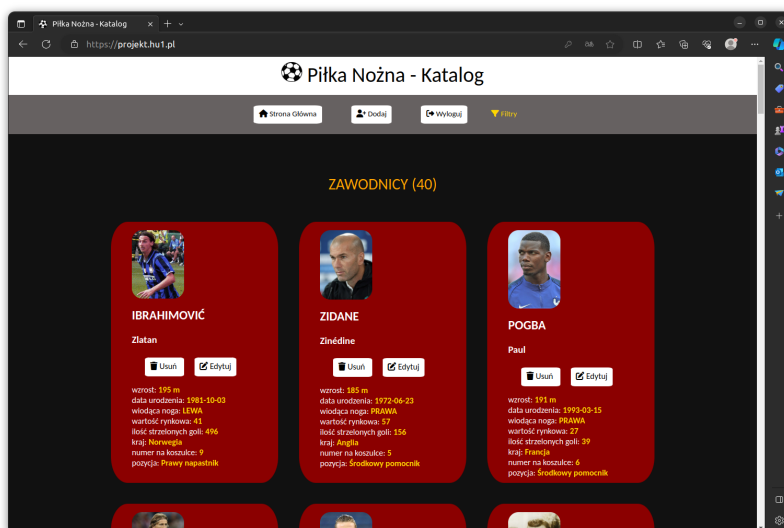 Piłka Nożna - Katalog
https://projekt.hu1.pl
Piłka Nożna - Katalog
Strona Główna
Dodaj
Wyloguj
Filtry
ZAWODNICY (40)
IBRAHIMOVIĆ
Zlatan
Usuń
Edytuj
wzrost: 195 m
data urodzenia: 1981-10-03
wiodąca noga: LEWA
wartość rynkowa: 41
ilość strzelonych goli: 496
kraj: Norwegia
numer na koszulce: 9
pozycja: Prawy napastnik
ZIDANE
Zinédine
Usuń
Edytuj
wzrost: 185 m
data urodzenia: 1972-06-23
wiodąca noga: PRAWA
wartość rynkowa: 57
ilość strzelonych goli: 156
kraj: Anglia
numer na koszulce: 5
pozycja: Środkowy pomocnik
POGBA
Paul
Usuń
Edytuj
wzrost: 191 m
data urodzenia: 1993-03-15
wiodąca noga: PRAWA
wartość rynkowa: 27
ilość strzelonych goli: 39
kraj: Francja
numer na koszulce: 6
pozycja: Środkowy pomocnik